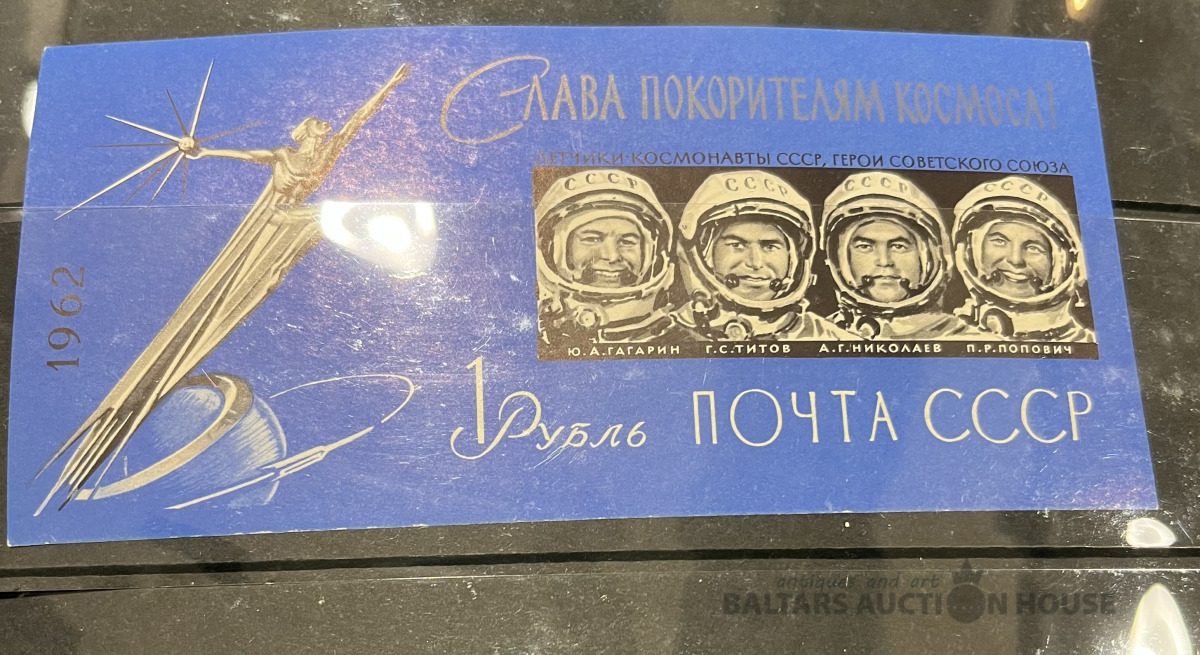 Слава покорителям космоса!
ЛЕТЧИКИ-КОСМОНАВТЫ СССР, ГЕРОИ СОВЕТСКОГО СОЮЗА
СССР СССР СССР СССР
Ю.А.ГАГАРИН Г.С.ТИТОВ А.Г.НИКОЛАЕВ П.Р.ПОПОВИЧ
1962
1 Рубль ПОЧТА СССР
antiques and art
BALTARS AUCTION HOUSE